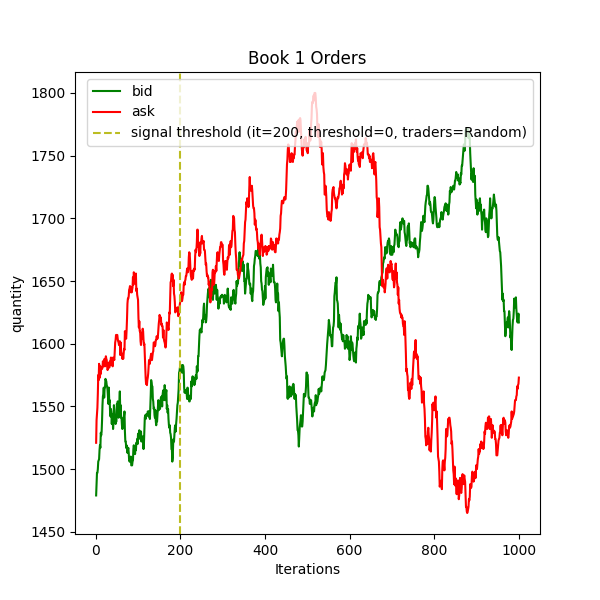 Book 1 Orders
bid
ask
signal threshold (it=200, threshold=0, traders=Random)
1800
1750
1700
1650
1600
1550
1500
1450
quantity
0 200 400 600 800 1000
Iterations